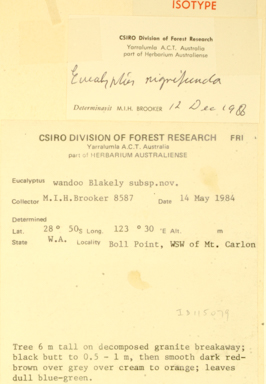 ISOTYPE
CSIRO Division of Forest Research
Yarralumla A.C.T. Australia
part of Herbarium Australiense
Eucalyptus nigrifunda
Determinavit M.I.H. BROOKER 12 Dec 1986
CSIRO DIVISION OF FOREST RESEARCH FRI
Yarralumla A.C.T. Australia
part of HERBARIUM AUSTRALIENSE
Eucalyptus wandoo Blakely subsp.nov.
Collector M.I.H.Brooker 8587 Date 14 May 1984
Determined
Lat. 28° 50S Long. 123° 30'E Alt. m
State W.A. Locality Boll Point, WSW of Mt. Carlon
Tree 6 m tall on decomposed granite breakaway;
black butt to 0.5 - 1 m, then smooth dark red-
brown over grey over cream to orange; leaves
dull blue-green.